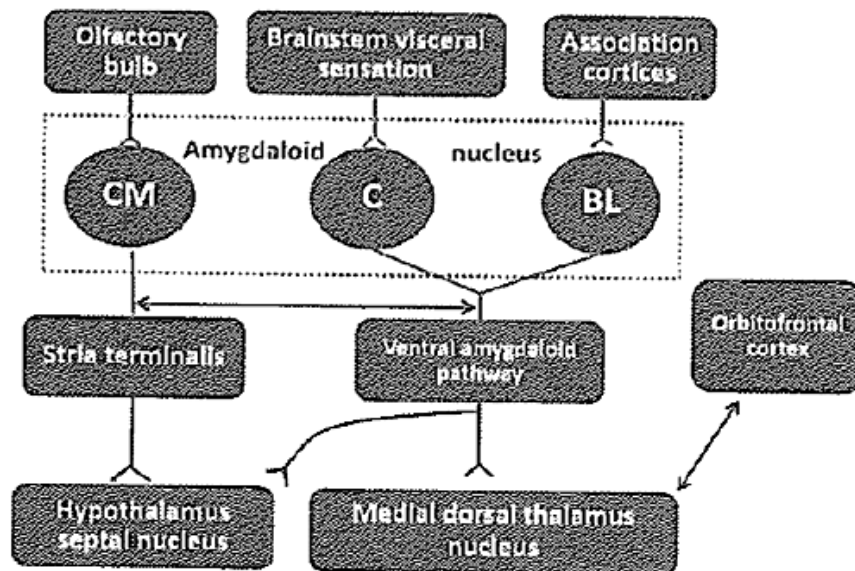 Olfactory
bulb
Brainstem visceral
sensation
Association
cortices
Amygdaloid nucleus
CM
C
BL
Stria terminalis
Ventral amygdaloid
pathway
Orbitofrontal
cortex
Hypothalamus
septal nucleus
Medial dorsal thalamus
nucleus